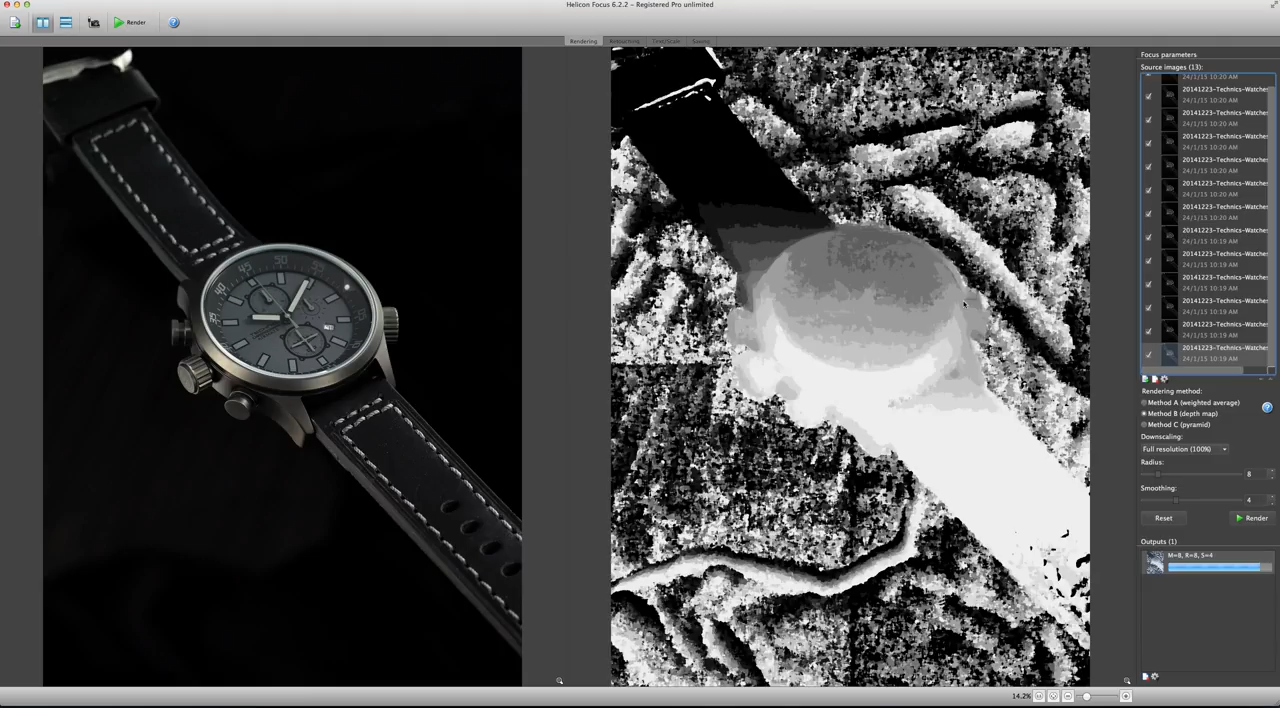 Helicon Focus 6.2.2 – Registered Pro unlimited
Render
Rendering
Retouching
Text/Scale
Saving
Focus parameters
Source images (13):
24/1/15 10:20 AM
20141223-Technics-Watches
24/1/15 10:20 AM
20141223-Technics-Watches
24/1/15 10:20 AM
20141223-Technics-Watches
24/1/15 10:20 AM
20141223-Technics-Watches
24/1/15 10:20 AM
20141223-Technics-Watches
24/1/15 10:20 AM
20141223-Technics-Watches
24/1/15 10:20 AM
20141223-Technics-Watches
24/1/15 10:19 AM
20141223-Technics-Watches
24/1/15 10:19 AM
20141223-Technics-Watches
24/1/15 10:19 AM
20141223-Technics-Watches
24/1/15 10:19 AM
20141223-Technics-Watches
24/1/15 10:19 AM
20141223-Technics-Watches
24/1/15 10:19 AM
Rendering method:
Method A (weighted average)
Method B (depth map)
Method C (pyramid)
Downscaling:
Full resolution (100%)
Radius:
8
Smoothing:
4
Reset
Render
Outputs (1)
M=B, R=8, S=4
14.2%
50
45
40
35